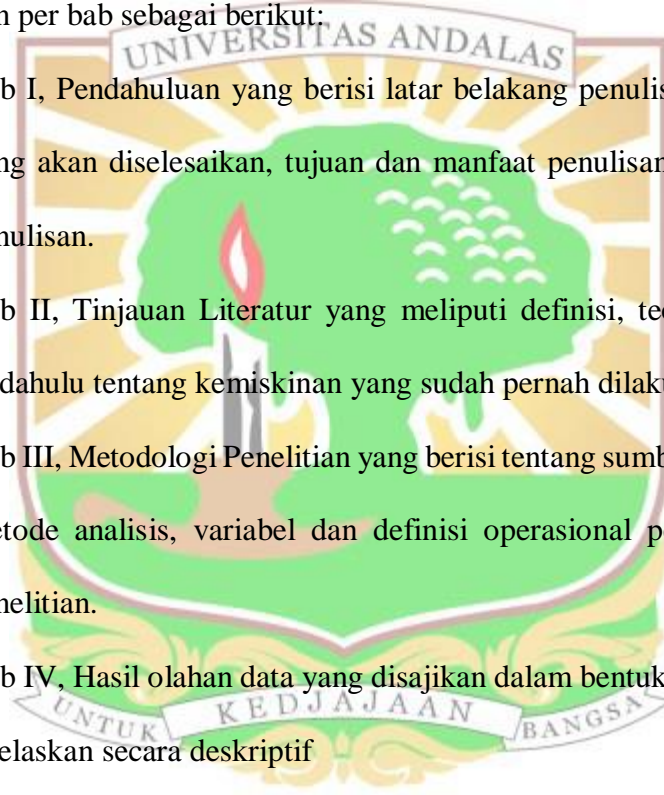 n per bab sebagai berikut:
UNIVERSITAS ANDALAS
b I, Pendahuluan yang berisi latar belakang penulis
ng akan diselesaikan, tujuan dan manfaat penulisan
nulisan.
b II, Tinjauan Literatur yang meliputi definisi, te
dahulu tentang kemiskinan yang sudah pernah dilaku
b III, Metodologi Penelitian yang berisi tentang sumb
etode analisis, variabel dan definisi operasional pe
nelitian.
b IV, Hasil olahan data yang disajikan dalam bentuk
UNTUK KEDJAJAAN BANGSA
elaskan secara deskriptif